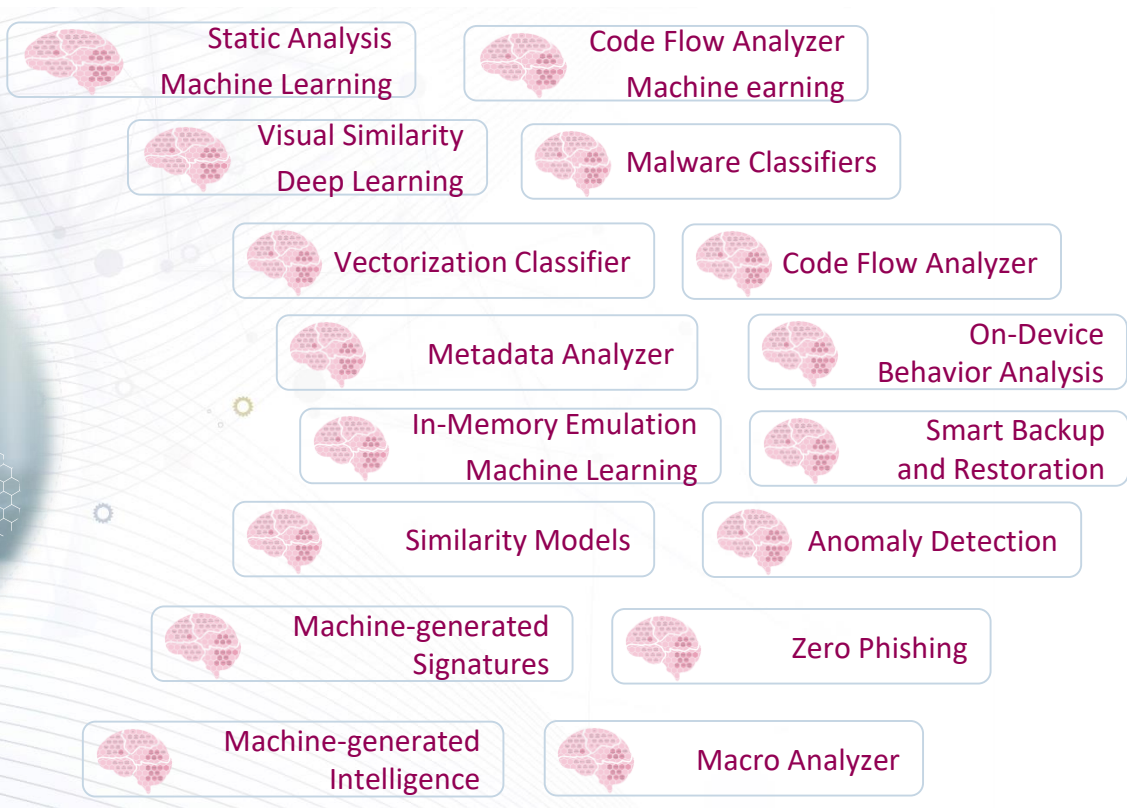 Static Analysis
Machine Learning
Code Flow Analyzer
Machine earning
Visual Similarity
Deep Learning
Malware Classifiers
Vectorization Classifier
Code Flow Analyzer
Metadata Analyzer
On-Device
Behavior Analysis
In-Memory Emulation
Machine Learning
Smart Backup
and Restoration
Similarity Models
Anomaly Detection
Machine-generated
Signatures
Zero Phishing
Machine-generated
Intelligence
Macro Analyzer